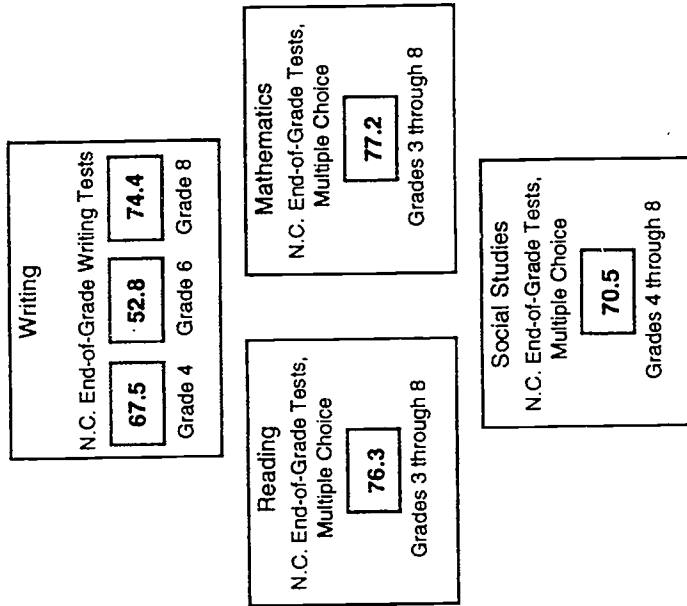 Writing
N.C. End-of-Grade Writing Tests
67.5 52.8 74.4
Grade 4 Grade 6 Grade 8
Reading
N.C. End-of-Grade Tests,
Multiple Choice
76.3
Grades 3 through 8
Mathematics
N.C. End-of-Grade Tests,
Multiple Choice
77.2
Grades 3 through 8
Social Studies
N.C. End-of-Grade Tests,
Multiple Choice
70.5
Grades 4 through 8